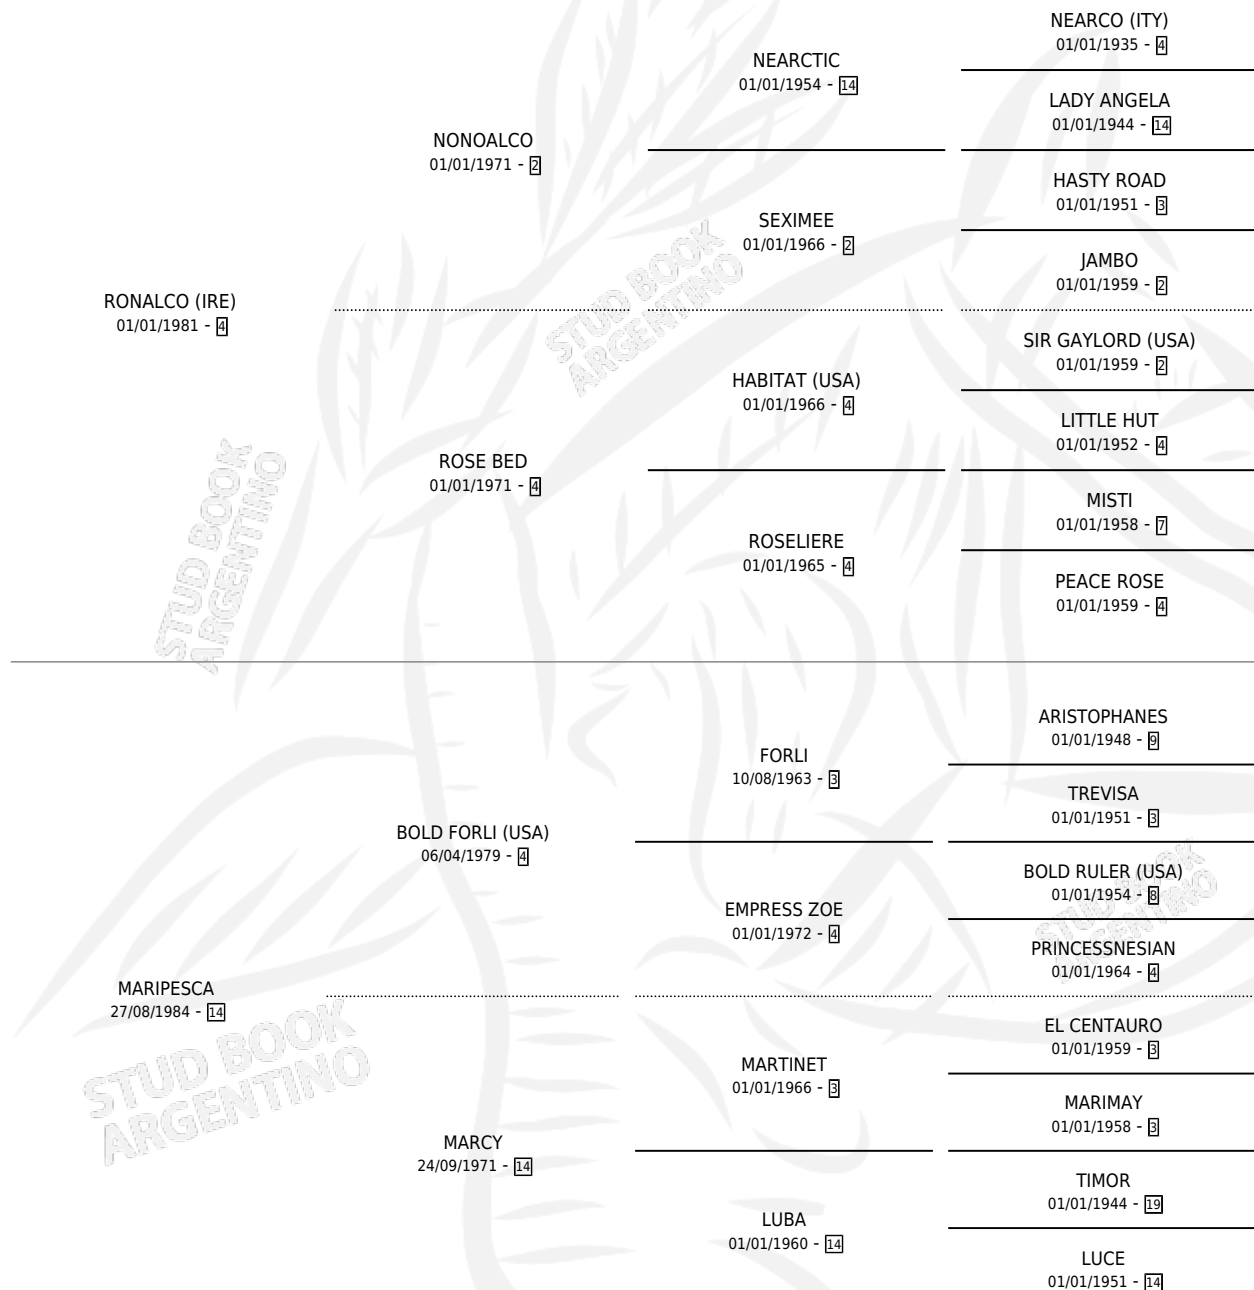 NEARCO (ITY)
01/01/1935 - 4
NEARCTIC
01/01/1954 - 14
LADY ANGELA
01/01/1944 - 14
NONOALCO
01/01/1971 - 2
HASTY ROAD
01/01/1951 - 3
SEXIMEE
01/01/1966 - 2
JAMBO
01/01/1959 - 2
RONALCO (IRE)
01/01/1981 - 4
SIR GAYLORD (USA)
01/01/1959 - 2
HABITAT (USA)
01/01/1966 - 4
LITTLE HUT
01/01/1952 - 4
ROSE BED
01/01/1971 - 4
MISTI
01/01/1958 - 7
ROSELIERE
01/01/1965 - 4
PEACE ROSE
01/01/1959 - 4
STUD BOOK
ARGENTINO
STUD BOOK
ARGENTINO
ARISTOPHANES
01/01/1948 - 9
FORLI
10/08/1963 - 3
TREVISA
01/01/1951 - 3
BOLD FORLI (USA)
06/04/1979 - 4
BOLD RULER (USA)
01/01/1954 - 8
EMPRESS ZOE
01/01/1972 - 4
PRINCESSNESIAN
01/01/1964 - 4
MARIPESCA
27/08/1984 - 14
EL CENTAURO
01/01/1959 - 3
MARTINET
01/01/1966 - 3
MARIMAY
01/01/1958 - 3
MARCY
24/09/1971 - 14
TIMOR
01/01/1944 - 19
LUBA
01/01/1960 - 14
LUCE
01/01/1951 - 14
STUD BOOK
ARGENTINO
STUD BOOK
ARGENTINO